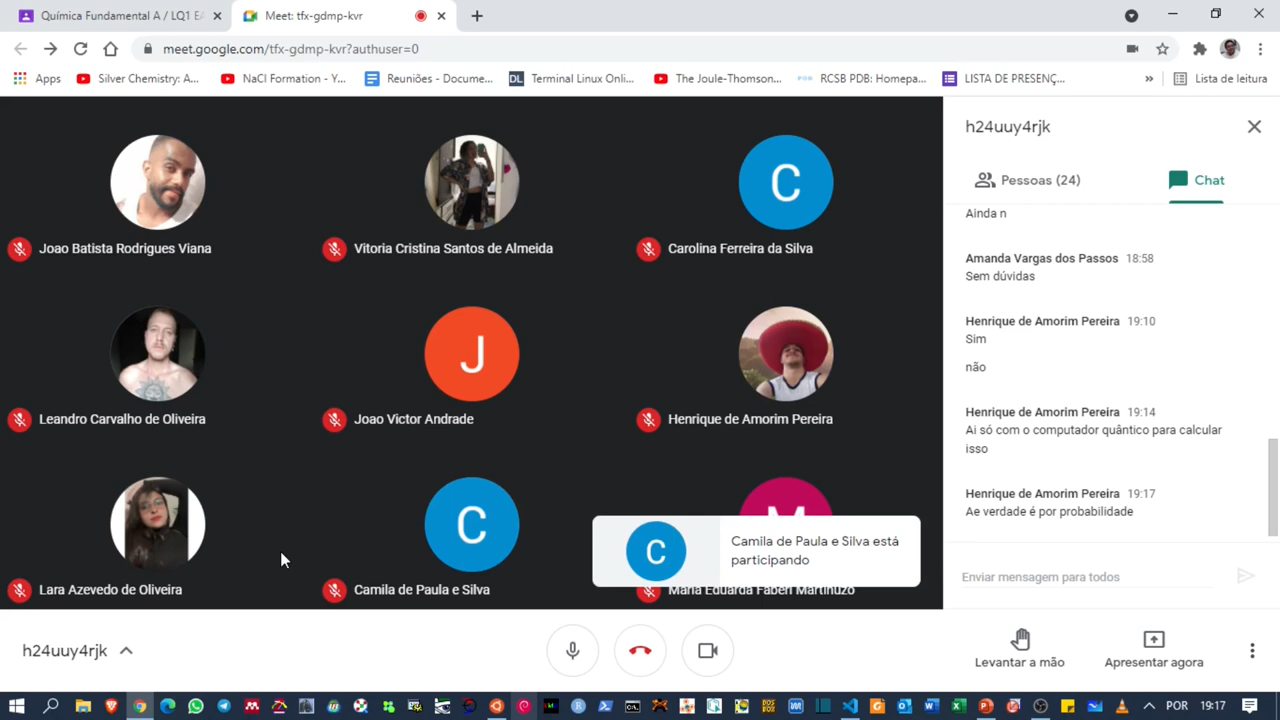 Química Fundamental A / LQ1 EA
Meet: tfx-gdmp-kvr
meet.google.com/tfx-gdmp-kvr?authuser=0
Apps
Silver Chemistry: A...
NaCl Formation - Y...
Reuniões - Docume...
DL
Terminal Linux Onli...
The Joule-Thomson...
RCSB PDB: Homepa...
LISTA DE PRESENÇ...
»
Lista de leitura
Joao Batista Rodrigues Viana
Vitoria Cristina Santos de Almeida
C
Carolina Ferreira da Silva
Leandro Carvalho de Oliveira
J
Joao Victor Andrade
Henrique de Amorim Pereira
Lara Azevedo de Oliveira
C
Camila de Paula e Silva
M
Maria Eduarda Faberi Martinuzo
C
Camila de Paula e Silva está
participando
h24uuy4rjk
Pessoas (24)
Chat
Ainda n
Amanda Vargas dos Passos 18:58
Sem dúvidas
Henrique de Amorim Pereira 19:10
Sim
não
Henrique de Amorim Pereira 19:14
Ai só com o computador quântico para calcular
isso
Henrique de Amorim Pereira 19:17
Ae verdade é por probabilidade
Enviar mensagem para todos
h24uuy4rjk
Levantar a mão
Apresentar agora
POR
19:17